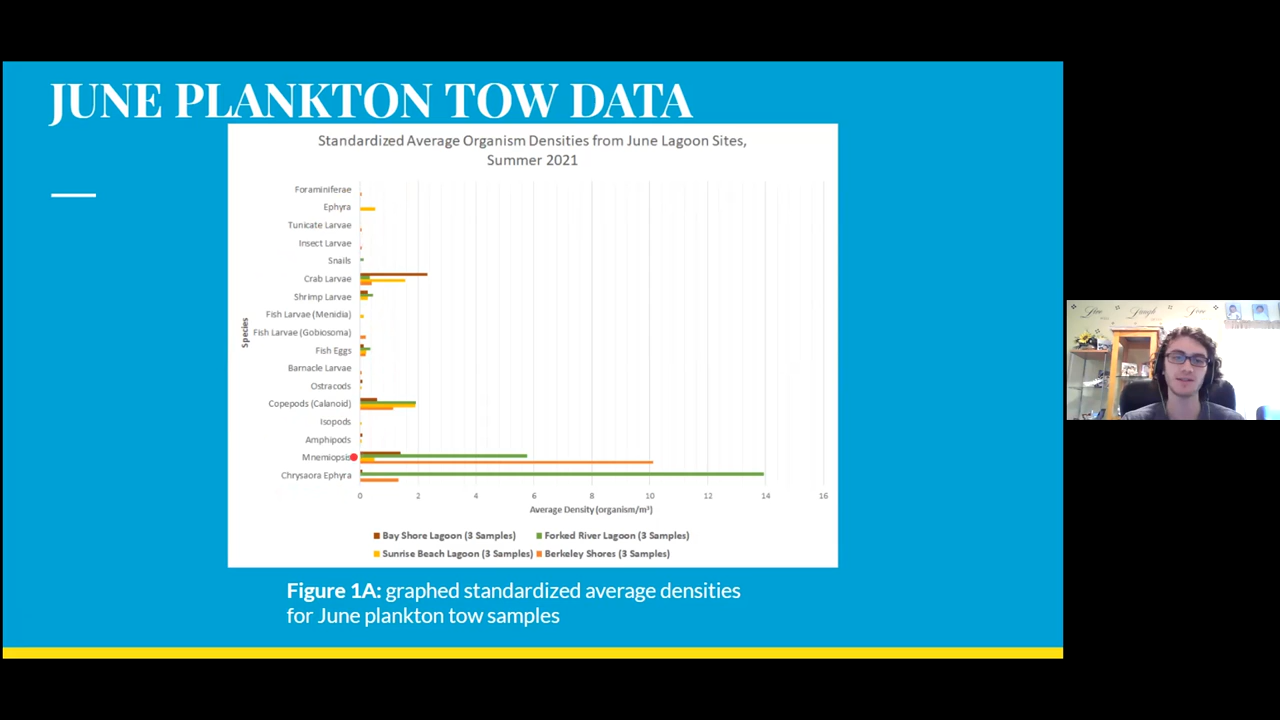 JUNE PLANKTON TOW DATA
Standardized Average Organism Densities from June Lagoon Sites,
Summer 2021
Species
Foraminiferae
Ephyra
Tunicate Larvae
Insect Larvae
Snails
Crab Larvae
Shrimp Larvae
Fish Larvae (Menidia)
Fish Larvae (Gobiosoma)
Fish Eggs
Barnacle Larvae
Ostracods
Copepods (Calanoid)
Isopods
Amphipods
Mnemiopsis
Chrysaora Ephyra
0 2 4 6 8 10 12 14 16
Average Density (organism/m³)
Bay Shore Lagoon (3 Samples) Forked River Lagoon (3 Samples)
Sunrise Beach Lagoon (3 Samples) Berkeley Shores (3 Samples)
Figure 1A: graphed standardized average densities
for June plankton tow samples
Live Laugh Love